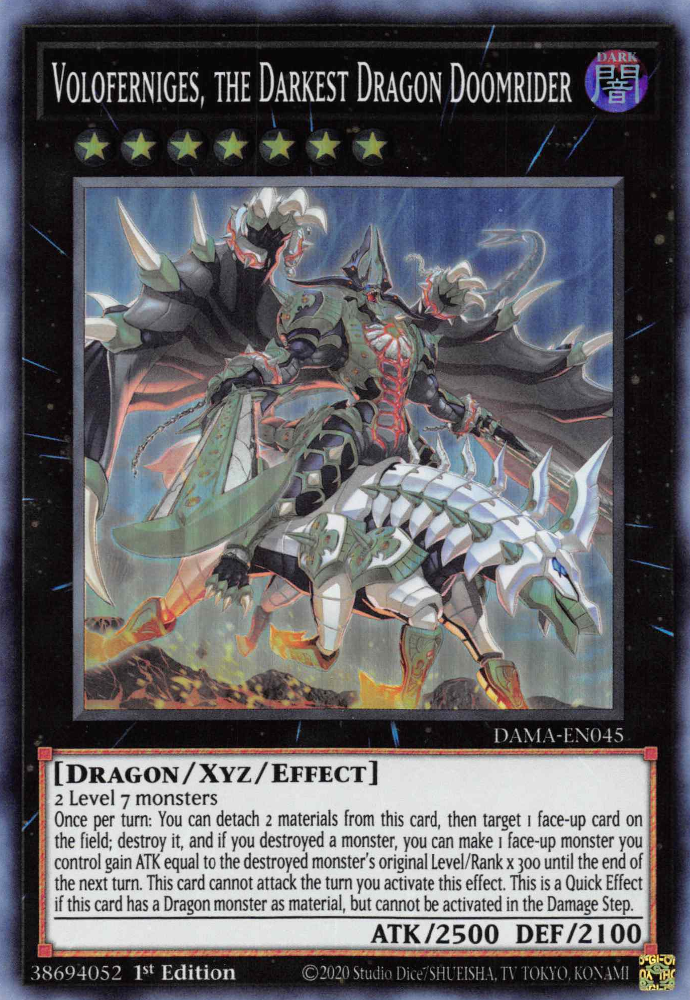 VOLOFERNIGES, THE DARKEST DRAGON DOOMRIDER
DARK
闇
DAMA-EN045
[DRAGON/XYZ/EFFECT]
2 Level 7 monsters
Once per turn: You can detach 2 materials from this card, then target 1 face-up card on
the field; destroy it, and if you destroyed a monster, you can make 1 face-up monster you
control gain ATK equal to the destroyed monster's original Level/Rank x 300 until the end of
the next turn. This card cannot attack the turn you activate this effect. This is a Quick Effect
if this card has a Dragon monster as material, but cannot be activated in the Damage Step.
ATK/2500 DEF/2100
38694052 1st Edition ©2020 Studio Dice/SHUEISHA, TV TOKYO, KONAMI